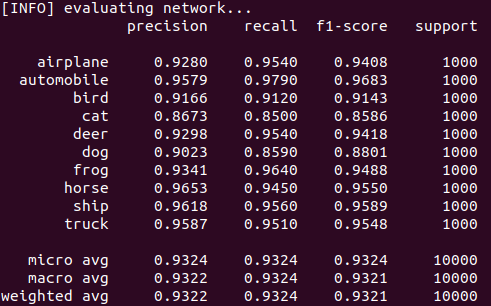 [INFO] evaluating network...
precision recall f1-score support
airplane 0.9280 0.9540 0.9408 1000
automobile 0.9579 0.9790 0.9683 1000
bird 0.9166 0.9120 0.9143 1000
cat 0.8673 0.8500 0.8586 1000
deer 0.9298 0.9540 0.9418 1000
dog 0.9023 0.8590 0.8801 1000
frog 0.9341 0.9640 0.9488 1000
horse 0.9653 0.9450 0.9550 1000
ship 0.9618 0.9560 0.9589 1000
truck 0.9587 0.9510 0.9548 1000
micro avg 0.9324 0.9324 0.9324 10000
macro avg 0.9322 0.9324 0.9321 10000
weighted avg 0.9322 0.9324 0.9321 10000